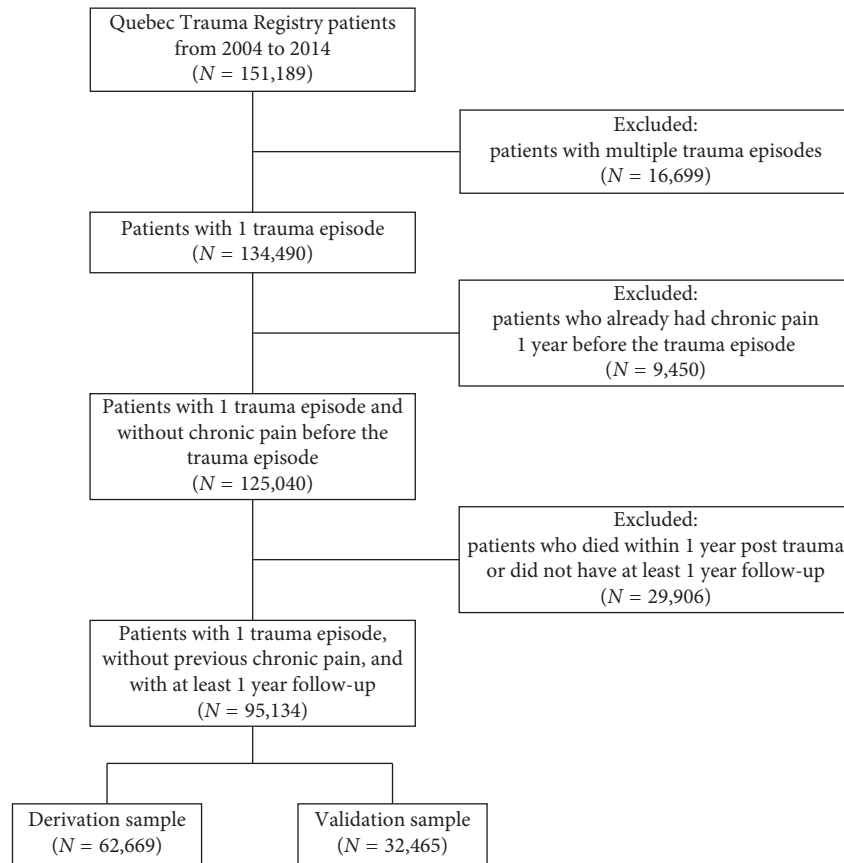 Quebec Trauma Registry patients
from 2004 to 2014
(N = 151,189)
Excluded:
patients with multiple trauma episodes
(N = 16,699)
Patients with 1 trauma episode
(N = 134,490)
Excluded:
patients who already had chronic pain
1 year before the trauma episode
(N = 9,450)
Patients with 1 trauma episode and
without chronic pain before the
trauma episode
(N = 125,040)
Excluded:
patients who died within 1 year post trauma
or did not have at least 1 year follow-up
(N = 29,906)
Patients with 1 trauma episode,
without previous chronic pain, and
with at least 1 year follow-up
(N = 95,134)
Derivation sample
(N = 62,669)
Validation sample
(N = 32,465)